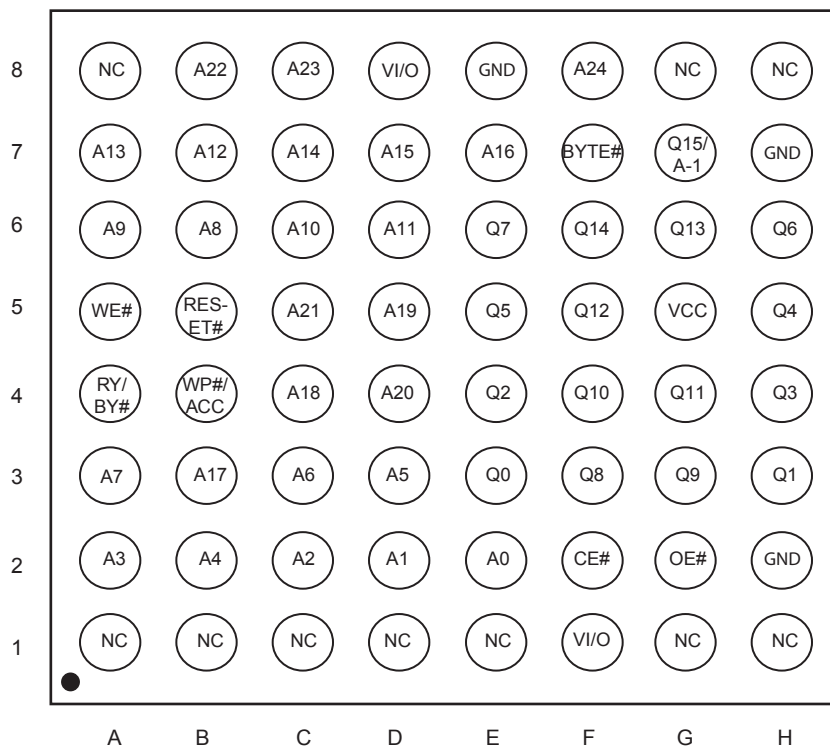 8 NC A22 A23 VI/O GND A24 NC NC
7 A13 A12 A14 A15 A16 BYTE# Q15/
A-1 GND
6 A9 A8 A10 A11 Q7 Q14 Q13 Q6
5 WE# RES-
ET# A21 A19 Q5 Q12 VCC Q4
4 RY/
BY# WP#/
ACC A18 A20 Q2 Q10 Q11 Q3
3 A7 A17 A6 A5 Q0 Q8 Q9 Q1
2 A3 A4 A2 A1 A0 CE# OE# GND
1 NC NC NC NC NC VI/O NC NC
A B C D E F G H